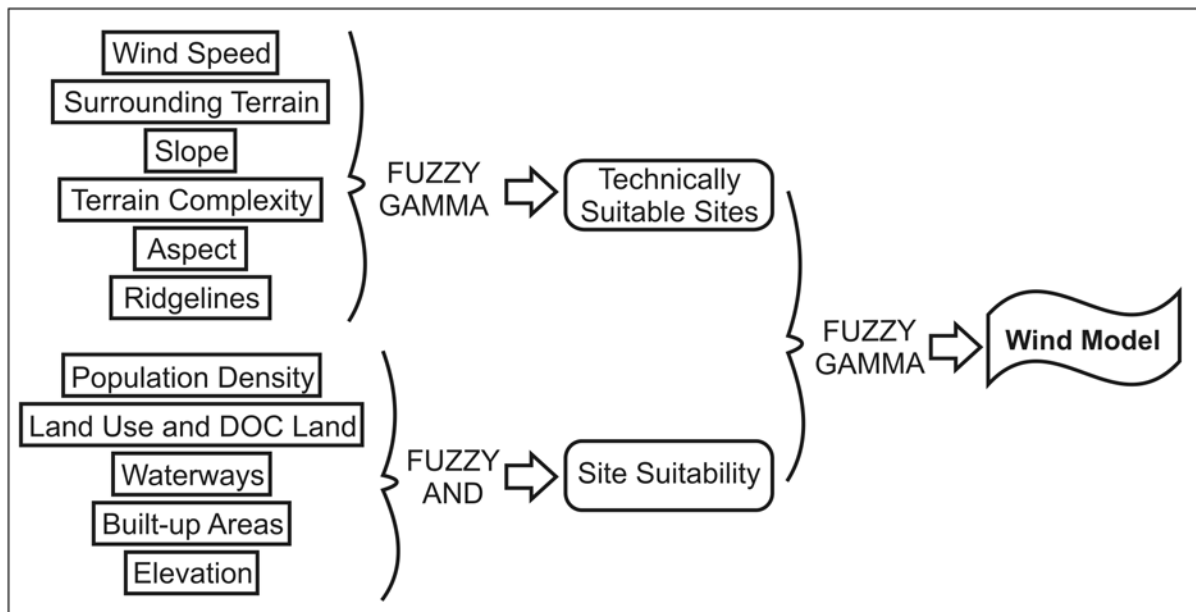 Wind Speed
Surrounding Terrain
Slope
Terrain Complexity
Aspect
Ridgelines
FUZZY
GAMMA
Technically
Suitable Sites
Population Density
Land Use and DOC Land
Waterways
Built-up Areas
Elevation
FUZZY
AND
Site Suitability
FUZZY
GAMMA
Wind Model